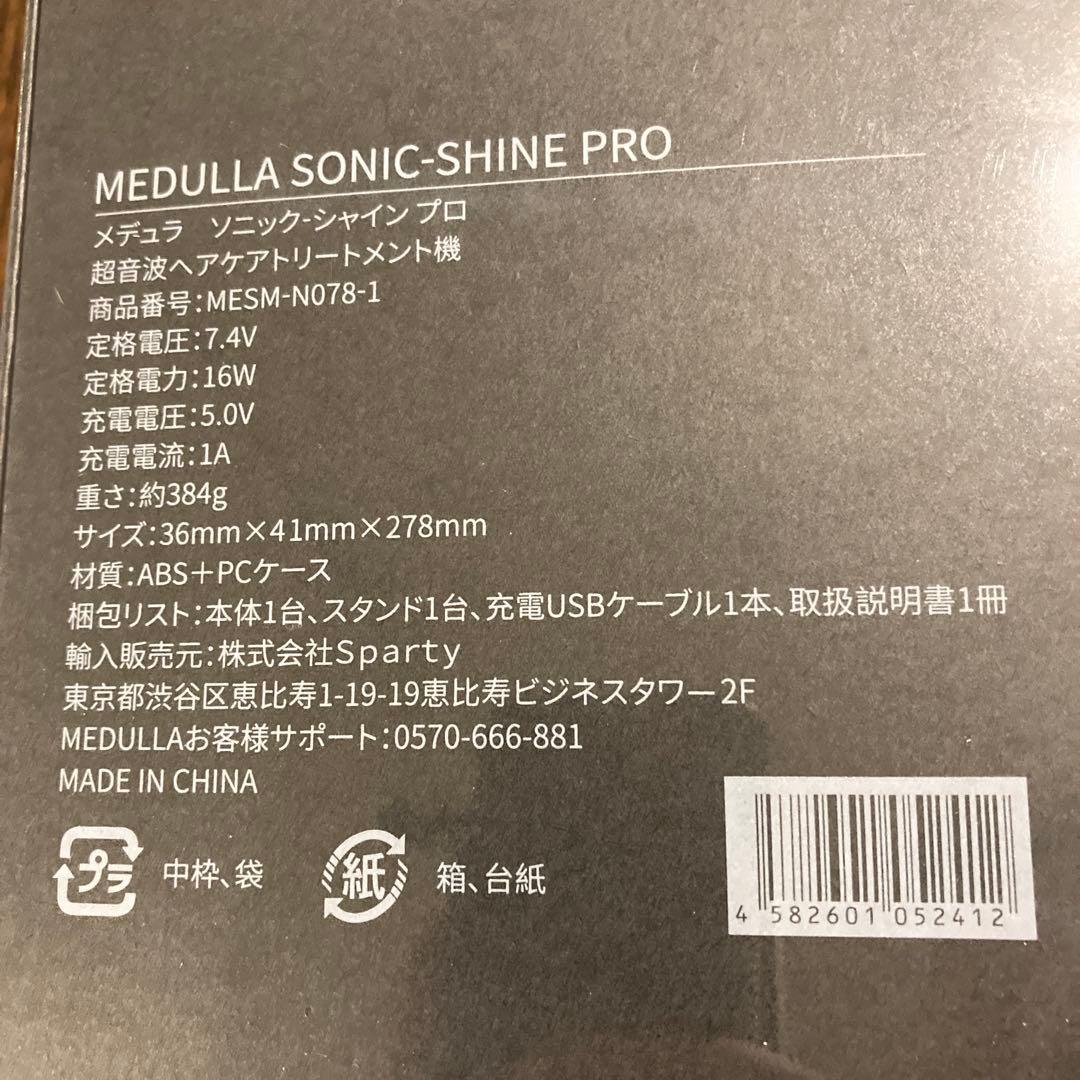 MEDULLA SONIC-SHINE PRO
メデュラ　ソニック-シャイン プロ
超音波ヘアケアトリートメント機
商品番号:MESM-N078-1
定格電圧:7.4V
定格電力:16W
充電電圧:5.0V
充電電流:1A
重さ:約384g
サイズ:36mm×41mm×278mm
材質:ABS＋PCケース
梱包リスト:本体1台、スタンド1台、充電USBケーブル1本、取扱説明書1冊
輸入販売元:株式会社Sparty
東京都渋谷区恵比寿1-19-19恵比寿ビジネスタワー2F
MEDULLAお客様サポート:0570-666-881
MADE IN CHINA
プラ 中枠、袋 紙 箱、台紙
4 582601 052412